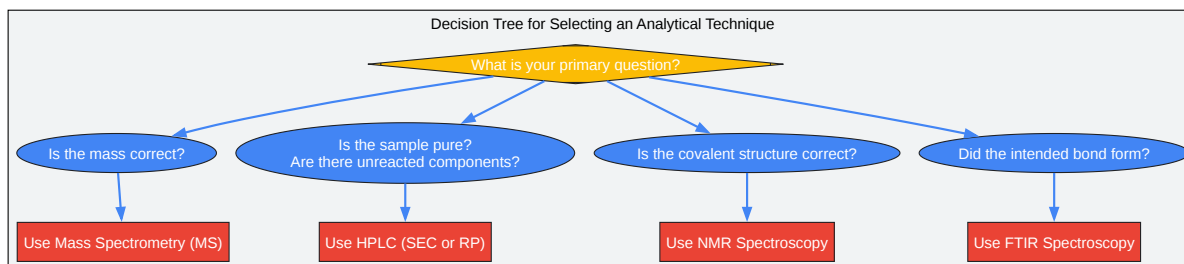 Decision Tree for Selecting an Analytical Technique
What is your primary question?
Is the mass correct?
Is the sample pure?
Are there unreacted components?
Is the covalent structure correct?
Did the intended bond form?
Use Mass Spectrometry (MS)
Use HPLC (SEC or RP)
Use NMR Spectroscopy
Use FTIR Spectroscopy